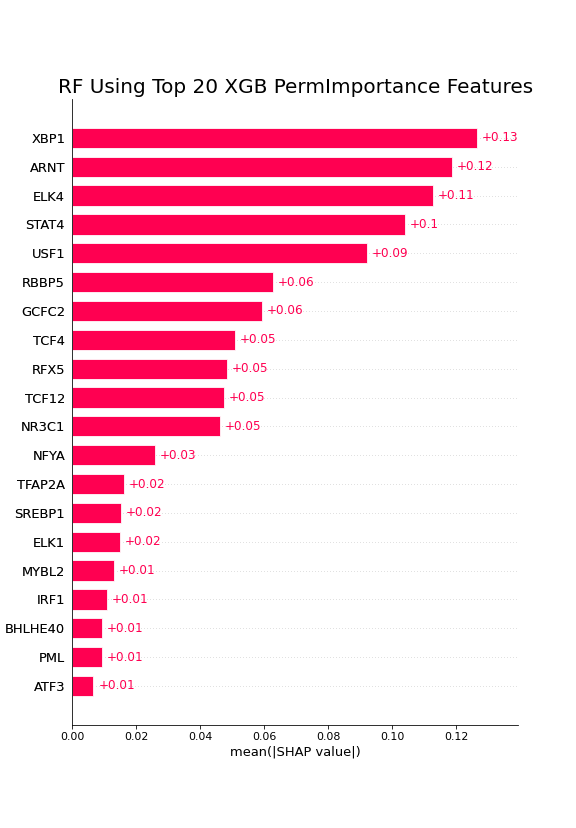 RF Using Top 20 XGB PermImportance Features
XBP1 +0.13
ARNT +0.12
ELK4 +0.11
STAT4 +0.1
USF1 +0.09
RBBP5 +0.06
GCFC2 +0.06
TCF4 +0.05
RFX5 +0.05
TCF12 +0.05
NR3C1 +0.05
NFYA +0.03
TFAP2A +0.02
SREBP1 +0.02
ELK1 +0.02
MYBL2 +0.01
IRF1 +0.01
BHLHE40 +0.01
PML +0.01
ATF3 +0.01
0.00 0.02 0.04 0.06 0.08 0.10 0.12
mean(|SHAP value|)